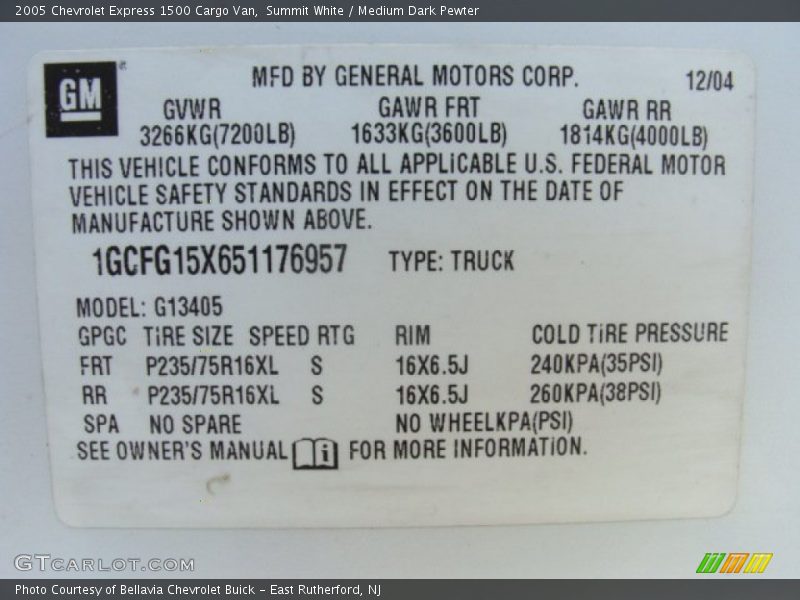 2005 Chevrolet Express 1500 Cargo Van,  Summit White / Medium Dark Pewter
GM
MFD BY GENERAL MOTORS CORP. 12/04
GVWR GAWR FRT GAWR RR
3266KG(7200LB) 1633KG(3600LB) 1814KG(4000LB)
THIS VEHICLE CONFORMS TO ALL APPLICABLE U.S. FEDERAL MOTOR
VEHICLE SAFETY STANDARDS IN EFFECT ON THE DATE OF
MANUFACTURE SHOWN ABOVE.
1GCFG15X651176957 TYPE: TRUCK
MODEL: G13405
GPGC TIRE SIZE SPEED RTG RIM COLD TIRE PRESSURE
FRT P235/75R16XL S 16X6.5J 240KPA(35PSI)
RR P235/75R16XL S 16X6.5J 260KPA(38PSI)
SPA NO SPARE NO WHEELKPA(PSI)
SEE OWNER'S MANUAL i FOR MORE INFORMATION.
GTCARLOT.COM
Photo Courtesy of Bellavia Chevrolet Buick - East Rutherford, NJ